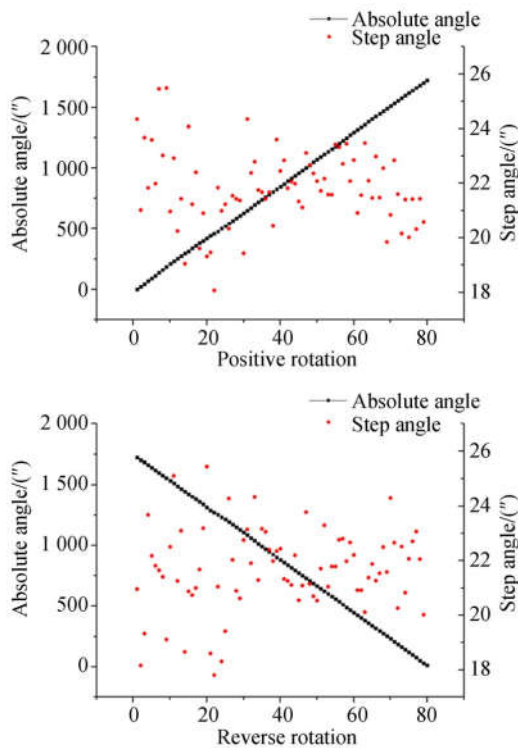 Absolute angle
Step angle
2 000
1 500
1 000
500
0
Absolute angle/(″)
26
24
22
20
18
Step angle/(″)
0 20 40 60 80
Positive rotation
Absolute angle
Step angle
2 000
1 500
1 000
500
0
Absolute angle/(″)
26
24
22
20
18
Step angle/(″)
0 20 40 60 80
Reverse rotation